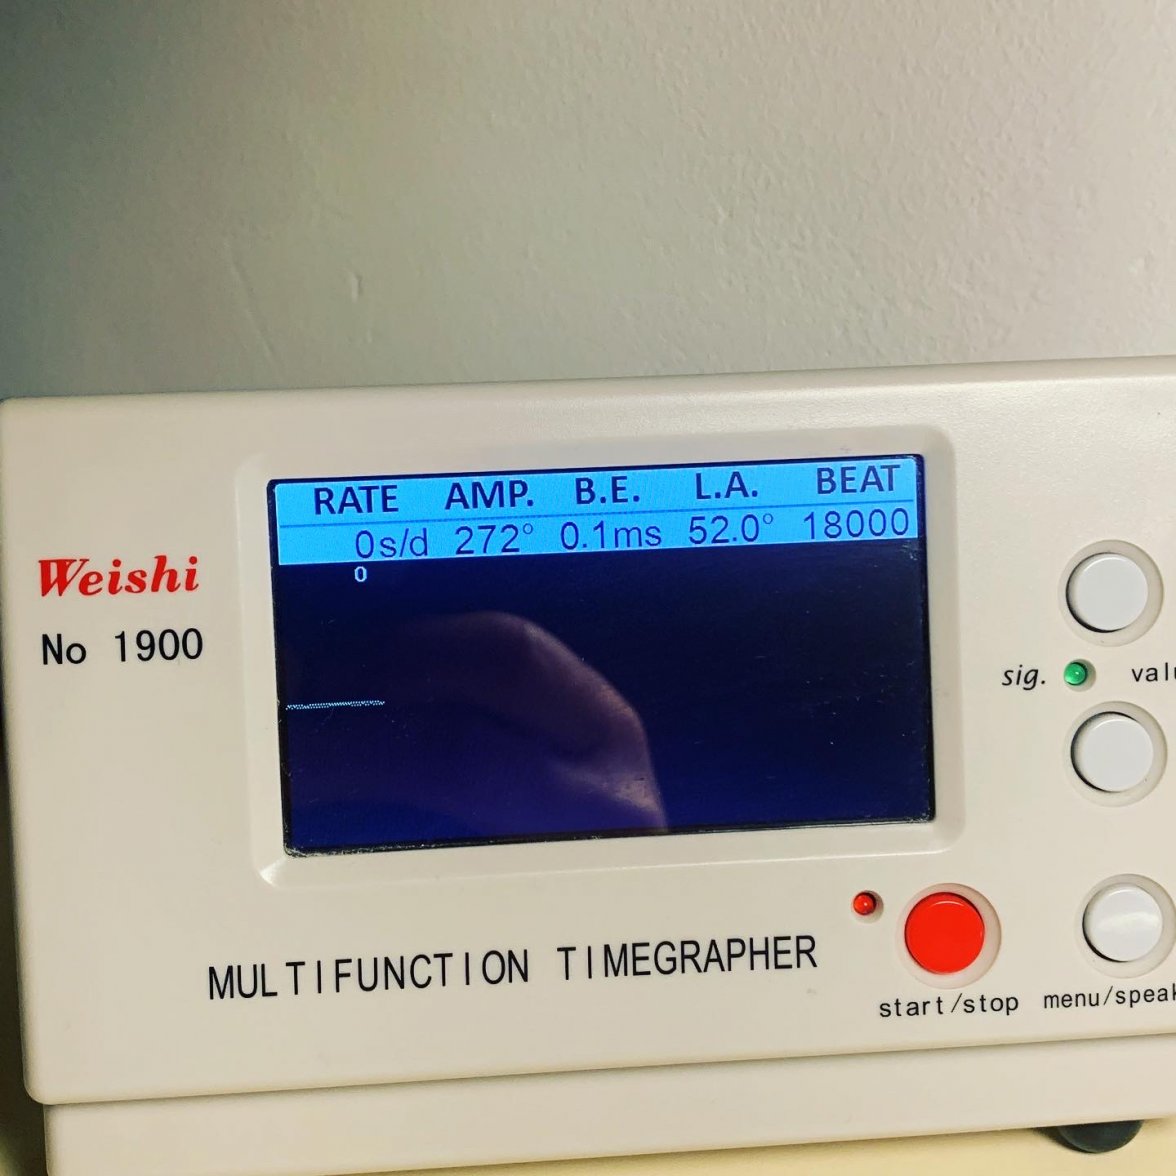 RATE AMP. B.E. L.A. BEAT
0s/d 272° 0.1ms 52.0° 18000
0
Weishi
No 1900
sig.
MULTIFUNCTION TIMEGRAPHER
start/stop